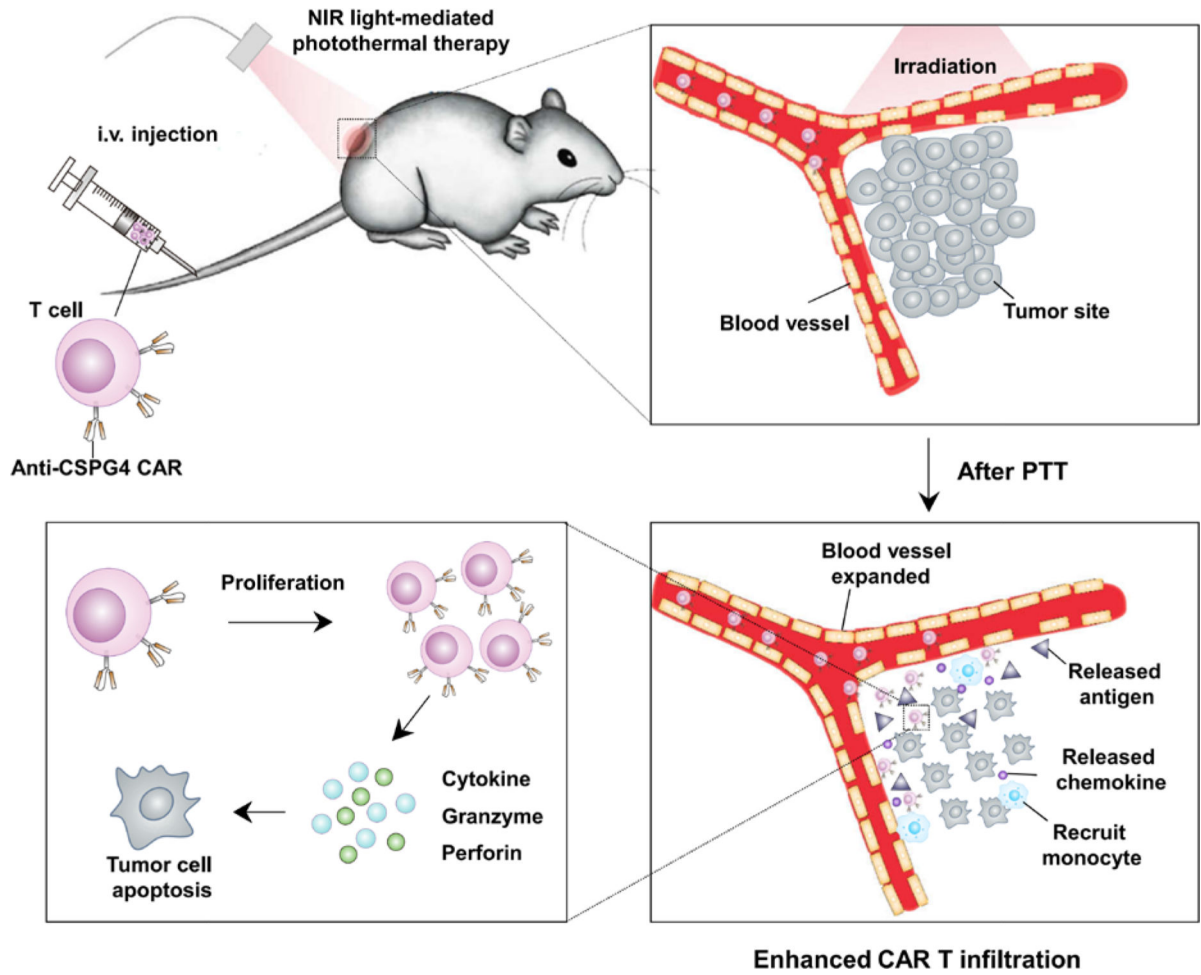 NIR light-mediated
photothermal therapy
i.v. injection
T cell
Anti-CSPG4 CAR
Irradiation
Blood vessel
Tumor site
After PTT
Proliferation
Cytokine
Granzyme
Perforin
Tumor cell
apoptosis
Blood vessel
expanded
Released
antigen
Released
chemokine
Recruit
monocyte
Enhanced CAR T infiltration